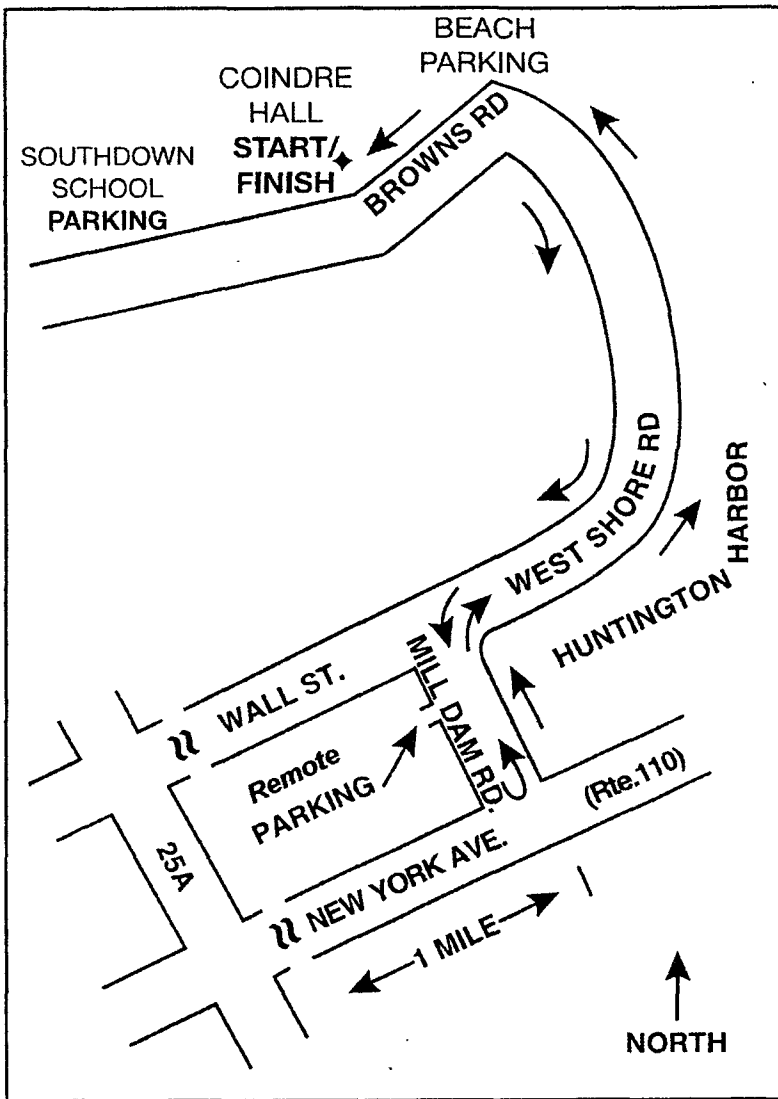 BEACH
PARKING
COINDRE
HALL
START/
FINISH
SOUTHDOWN
SCHOOL
PARKING
BROWNS RD
WEST SHORE RD
HUNTINGTON
HARBOR
MILL DAM RD.
WALL ST.
Remote
PARKING
(Rte.110)
25A
NEW YORK AVE.
1 MILE
NORTH